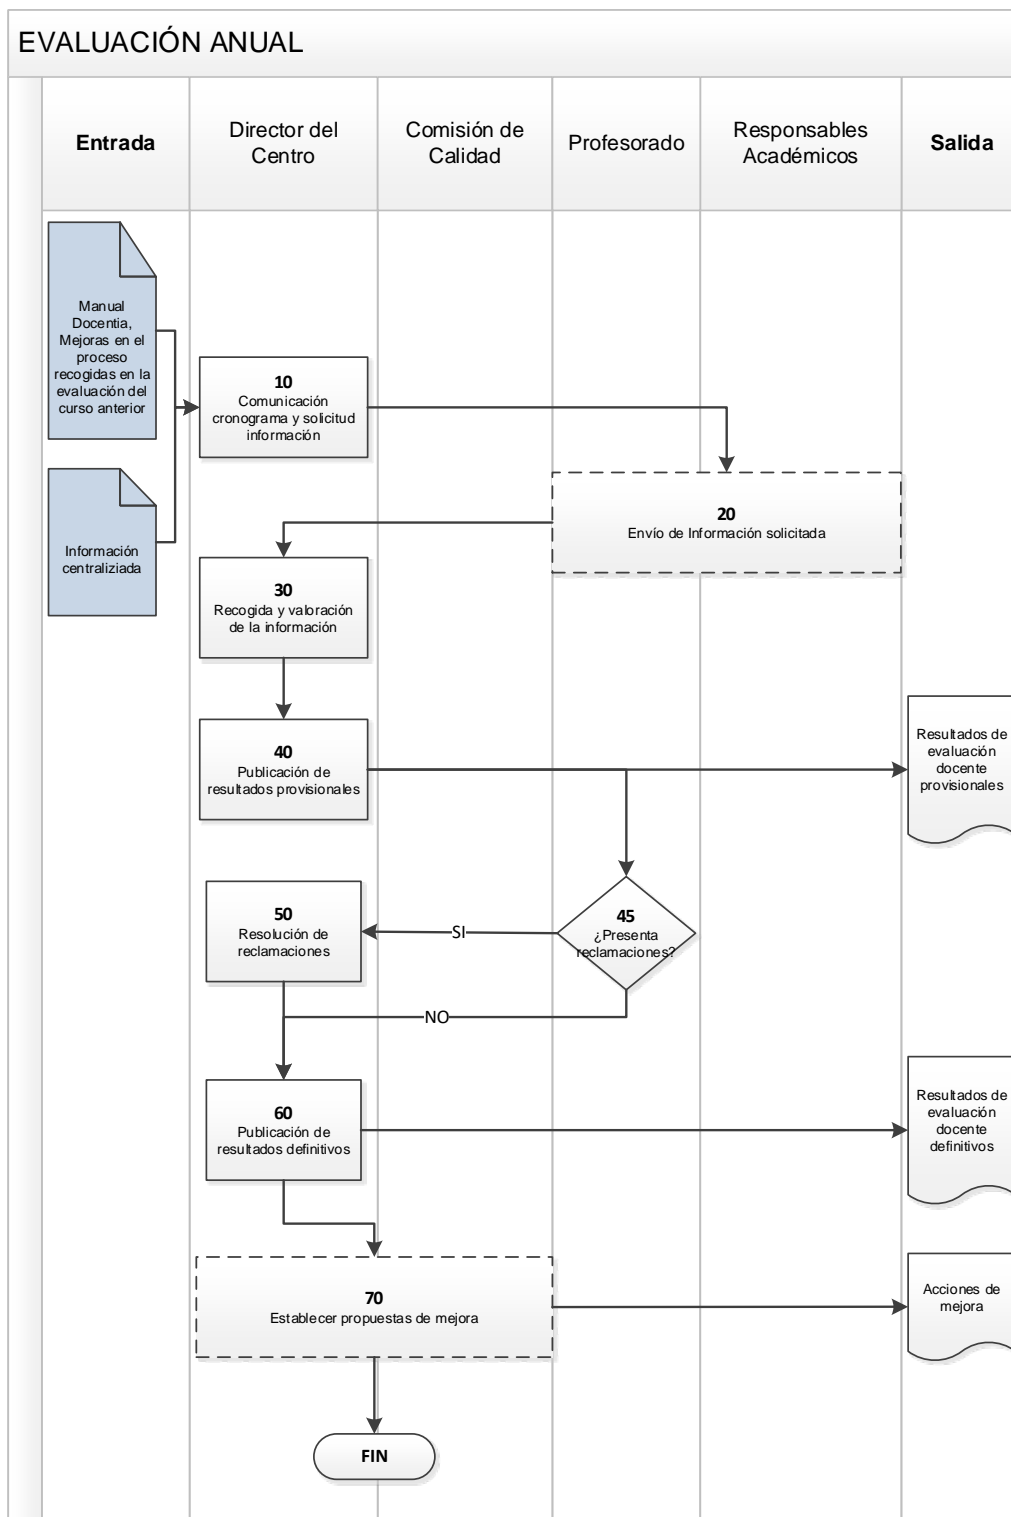 EVALUACIÓN ANUAL
Entrada
Director del
Centro
Comisión de
Calidad
Profesorado
Responsables
Académicos
Salida
Manual
Docentia,
Mejoras en el
proceso
recogidas en la
evaluación del
curso anterior
10
Comunicación
cronograma y solicitud
información
20
Envío de Información solicitada
Información
centraliziada
30
Recogida y valoración
de la información
40
Publicación de
resultados provisionales
Resultados de
evaluación
docente
provisionales
45
¿Presenta
reclamaciones?
SI
50
Resolución de
reclamaciones
NO
60
Publicación de
resultados definitivos
Resultados de
evaluación
docente
definitivos
70
Establecer propuestas de mejora
Acciones de
mejora
FIN